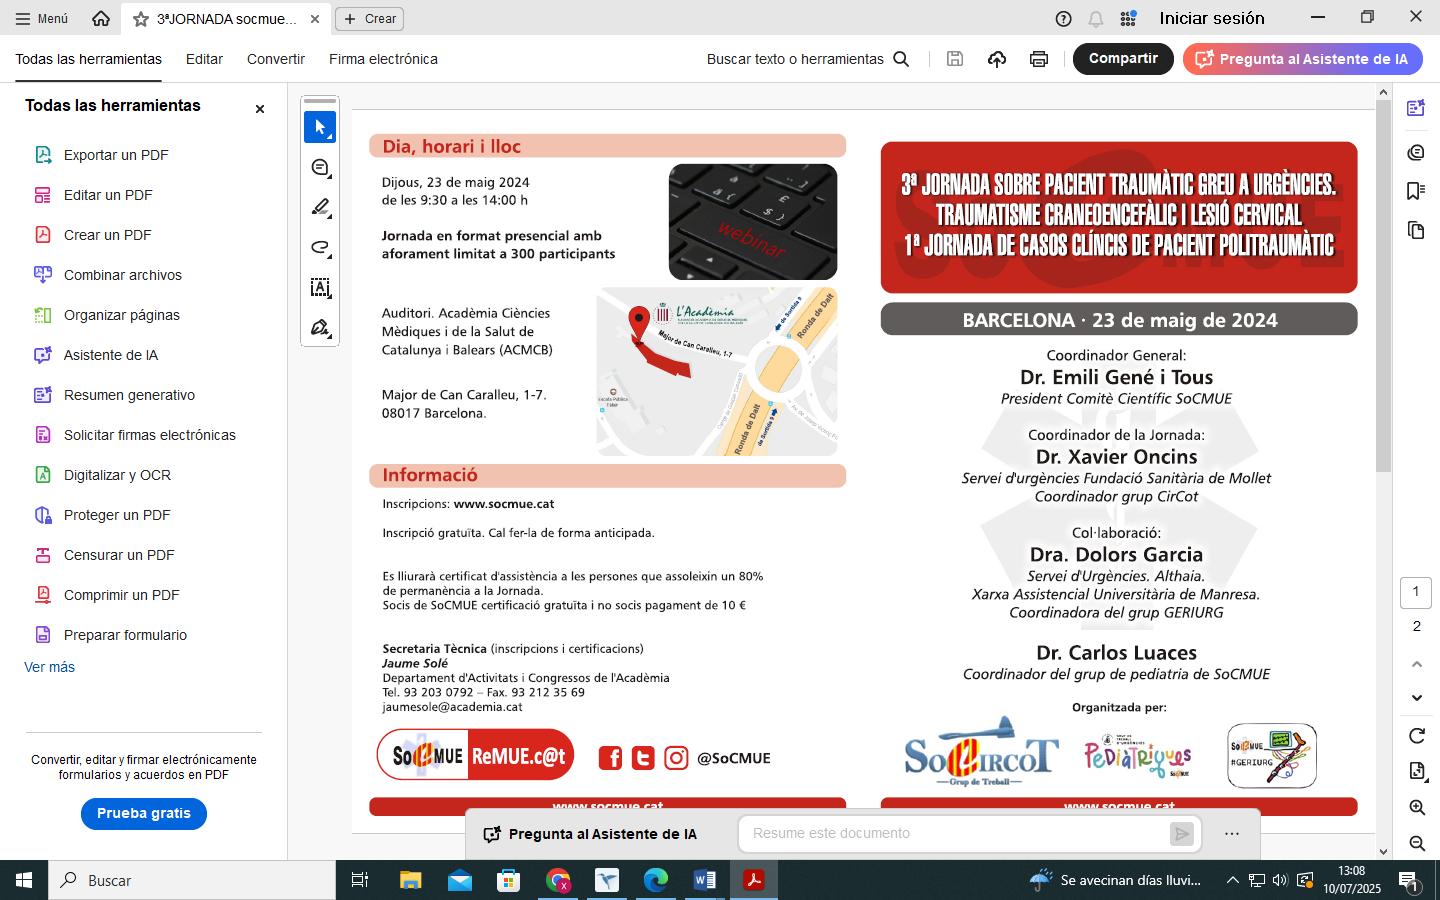 Menú
3ªJORNADA socmue...
Crear
Iniciar sesión
Todas las herramientas
Editar
Convertir
Firma electrónica
Buscar texto o herramientas
Compartir
Pregunta al Asistente de IA
Todas las herramientas
Exportar un PDF
Editar un PDF
Crear un PDF
Combinar archivos
Organizar páginas
Asistente de IA
Resumen generativo
Solicitar firmas electrónicas
Digitalizar y OCR
Proteger un PDF
Censurar un PDF
Comprimir un PDF
Preparar formulario
Ver más
Convertir, editar y firmar electrónicamente
formularios y acuerdos en PDF
Prueba gratis
Dia, horari i lloc
Dijous, 23 de maig 2024
de les 9:30 a les 14:00 h
Jornada en format presencial amb
aforament limitat a 300 participants
webinar
Auditori. Acadèmia Ciències
Mèdiques i de la Salut de
Catalunya i Balears (ACMCB)
Major de Can Caralleu, 1-7.
08017 Barcelona.
L'Acadèmia
Major de Can Caralleu, 1-7
Ronda de Dalt
de Sortida 9
Ronda de Dalt
de Sortida 9
Informació
Inscripcions: www.socmue.cat
Inscripció gratuïta. Cal fer-la de forma anticipada.
Es lliurarà certificat d'assistència a les persones que assoleixin un 80%
de permanència a la Jornada.
Socis de SoCMUE certificació gratuïta i no socis pagament de 10 €
Secretaria Tècnica (inscripcions i certificacions)
Jaume Solé
Departament d'Activitats i Congressos de l'Acadèmia
Tel. 93 203 0792 – Fax. 93 212 35 69
jaumesole@academia.cat
SoCMUE ReMUE.c@t
@SoCMUE
www.socmue.cat
3ª JORNADA SOBRE PACIENT TRAUMÀTIC GREU A URGÈNCIES.
TRAUMATISME CRANEOENCEFÀLIC I LESIÓ CERVICAL
1ª JORNADA DE CASOS CLÍNCIS DE PACIENT POLITRAUMÀTIC
BARCELONA · 23 de maig de 2024
Coordinador General:
Dr. Emili Gené i Tous
President Comitè Científic SoCMUE
Coordinador de la Jornada:
Dr. Xavier Oncins
Servei d'urgències Fundació Sanitària de Mollet
Coordinador grup CirCot
Col·laboració:
Dra. Dolors Garcia
Servei d'Urgències. Althaia.
Xarxa Assistencial Universitària de Manresa.
Coordinadora del grup GERIURG
Dr. Carlos Luaces
Coordinador del grup de pediatria de SoCMUE
Organitzada per:
SoCirCOT
Grup de Treball
PeDiATRiQUeS
SoCMUE
SoCMUE
#GERIURG
www.socmue.cat
Pregunta al Asistente de IA
Resume este documento
1
2
Buscar
Se avecinan días lluvi...
13:08
10/07/2025
1